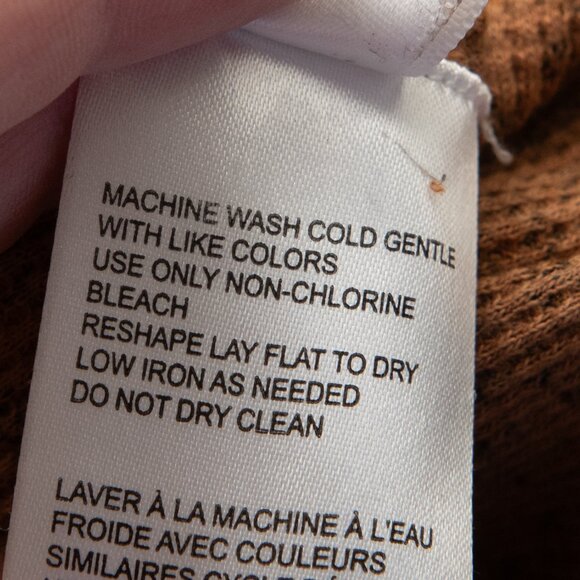 MACHINE WASH COLD GENTLE
WITH LIKE COLORS
USE ONLY NON-CHLORINE
BLEACH
RESHAPE LAY FLAT TO DRY
LOW IRON AS NEEDED
DO NOT DRY CLEAN
LAVER À LA MACHINE À L'EAU
FROIDE AVEC COULEURS
SIMILAIRES